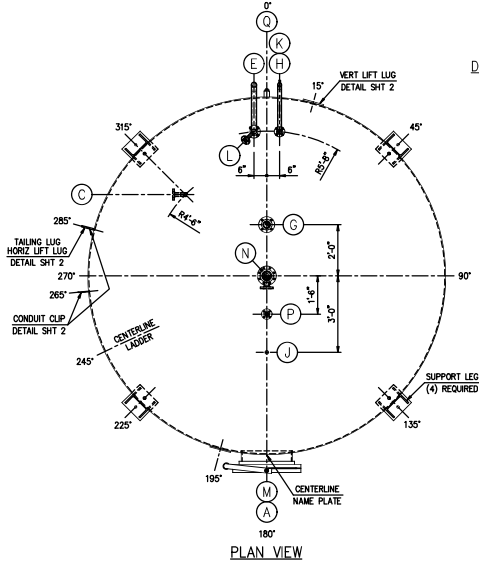 0°
Q
K
E
H
D
VERT LIFT LUG
DETAIL SHT 2
15°
315°
45°
L
6"
6"
R5'-8"
C
R4'-6"
285°
G
TAILING LUG
HORIZ LIFT LUG
DETAIL SHT 2
2'-0"
N
270°
90°
265°
1'-6"
3'-0"
CONDUIT CLIP
DETAIL SHT 2
P
CENTERLINE
LADDER
J
245°
SUPPORT LEG
(4) REQUIRED
225°
135°
195°
CENTERLINE
NAME PLATE
M
A
180°
PLAN VIEW